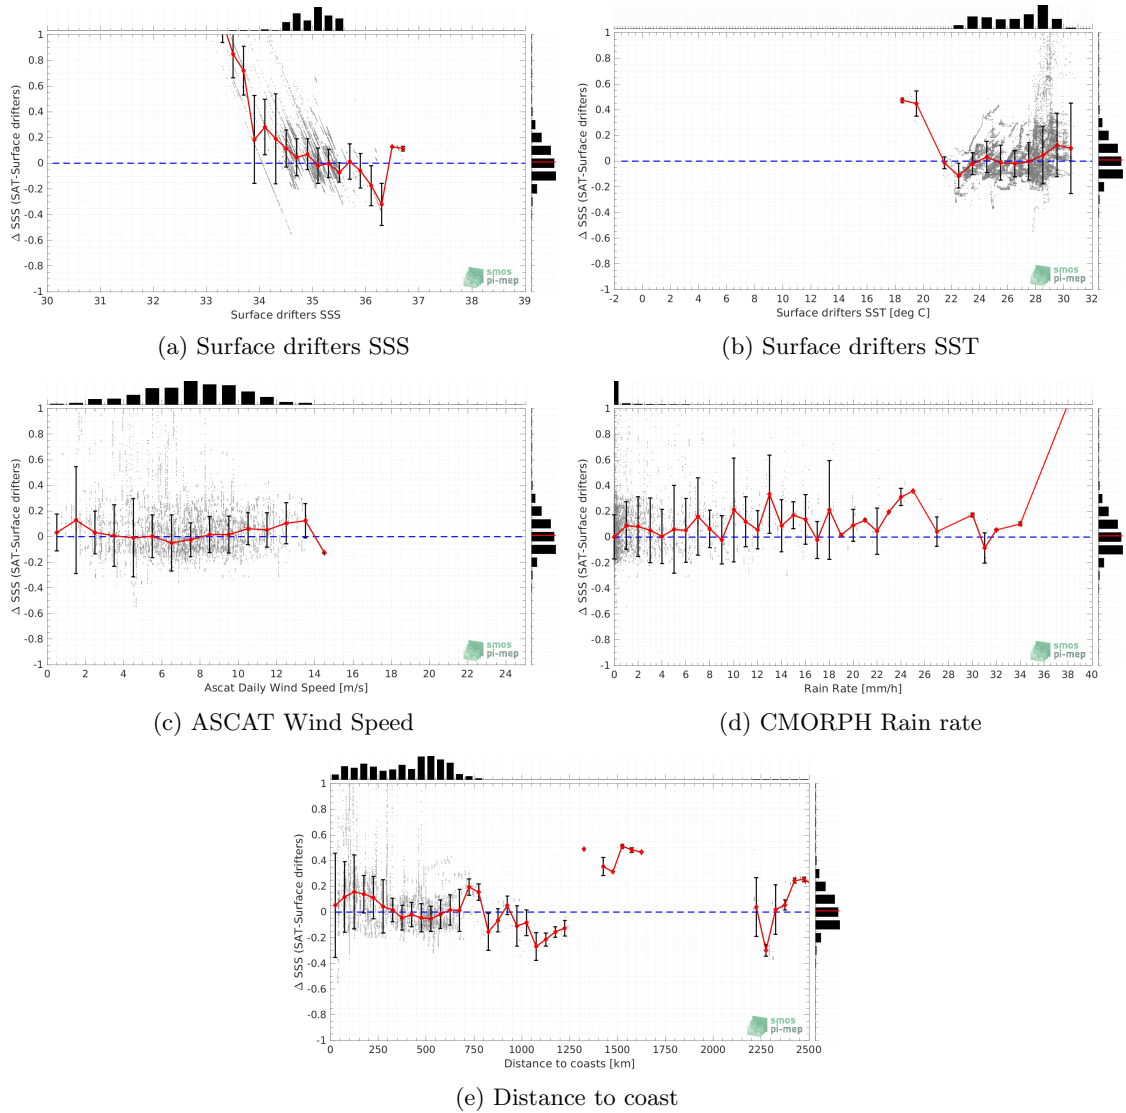 1
0.8
0.6
0.4
0.2
0
-0.2
-0.4
-0.6
-0.8
-1
Δ SSS (SAT-Surface drifters)
30 31 32 33 34 35 36 37 38 39
Surface drifters SSS
smos
pi-mep
(a) Surface drifters SSS
1
0.8
0.6
0.4
0.2
0
-0.2
-0.4
-0.6
-0.8
-1
Δ SSS (SAT-Surface drifters)
-2 0 2 4 6 8 10 12 14 16 18 20 22 24 26 28 30 32
Surface drifters SST [deg C]
smos
pi-mep
(b) Surface drifters SST
1
0.8
0.6
0.4
0.2
0
-0.2
-0.4
-0.6
-0.8
-1
Δ SSS (SAT-Surface drifters)
0 2 4 6 8 10 12 14 16 18 20 22 24
Ascat Daily Wind Speed [m/s]
smos
pi-mep
(c) ASCAT Wind Speed
1
0.8
0.6
0.4
0.2
0
-0.2
-0.4
-0.6
-0.8
-1
Δ SSS (SAT-Surface drifters)
0 2 4 6 8 10 12 14 16 18 20 22 24 26 28 30 32 34 36 38 40
Rain Rate [mm/h]
smos
pi-mep
(d) CMORPH Rain rate
1
0.8
0.6
0.4
0.2
0
-0.2
-0.4
-0.6
-0.8
-1
Δ SSS (SAT-Surface drifters)
0 250 500 750 1000 1250 1500 1750 2000 2250 2500
Distance to coasts [km]
smos
pi-mep
(e) Distance to coast